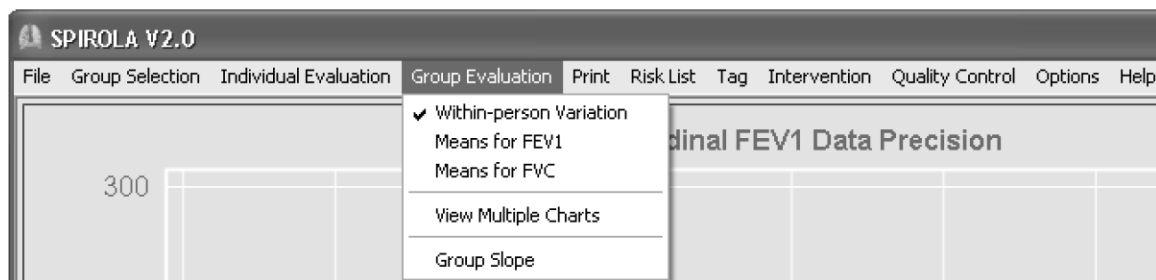 SPIROLA V2.0
File Group Selection Individual Evaluation Group Evaluation Print Risk List Tag Intervention Quality Control Options Help
Within-person Variation
dinal FEV1 Data Precision
Means for FEV1
Means for FVC
300
View Multiple Charts
Group Slope